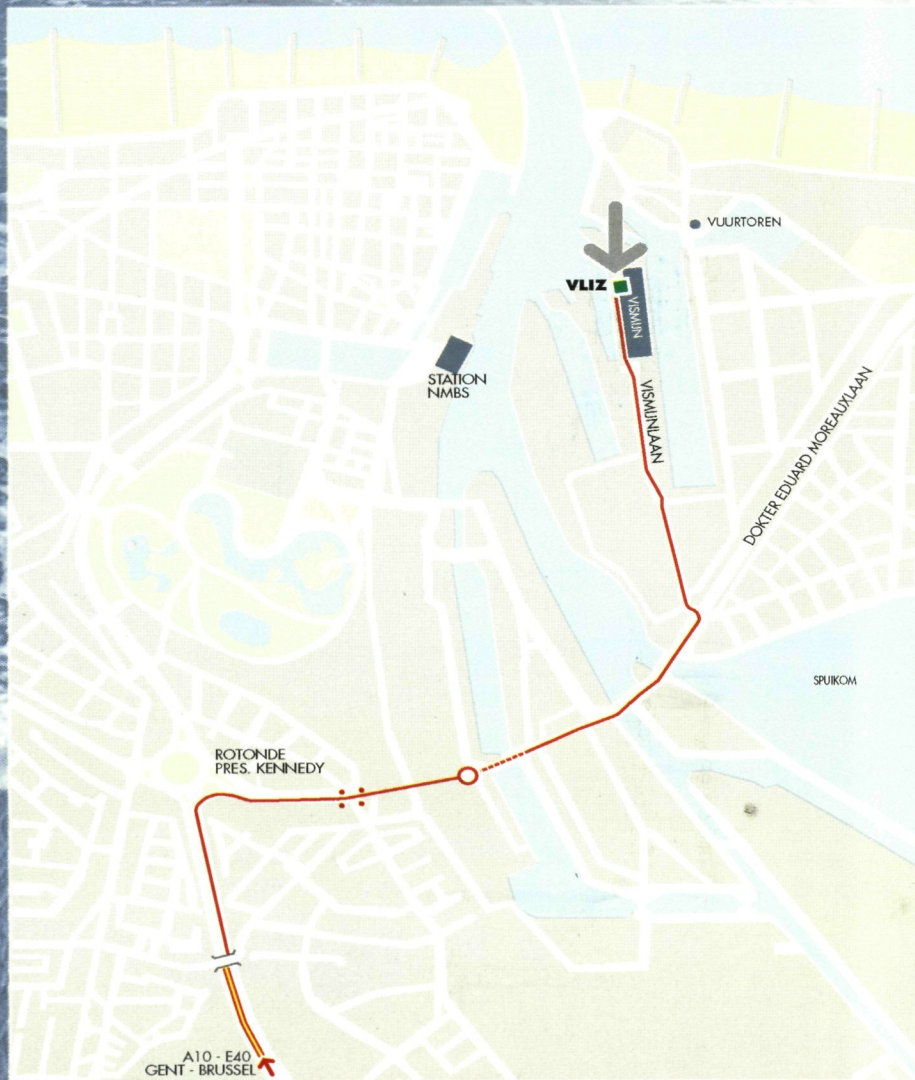 VUURTOREN
VLIZ
VISMIJN
STATION
NMBS
VISMIJNLAAN
DOKTER EDUARD MOREAUXLAAN
SPUIKOM
ROTONDE
PRES. KENNEDY
A10 - E40
GENT - BRUSSEL